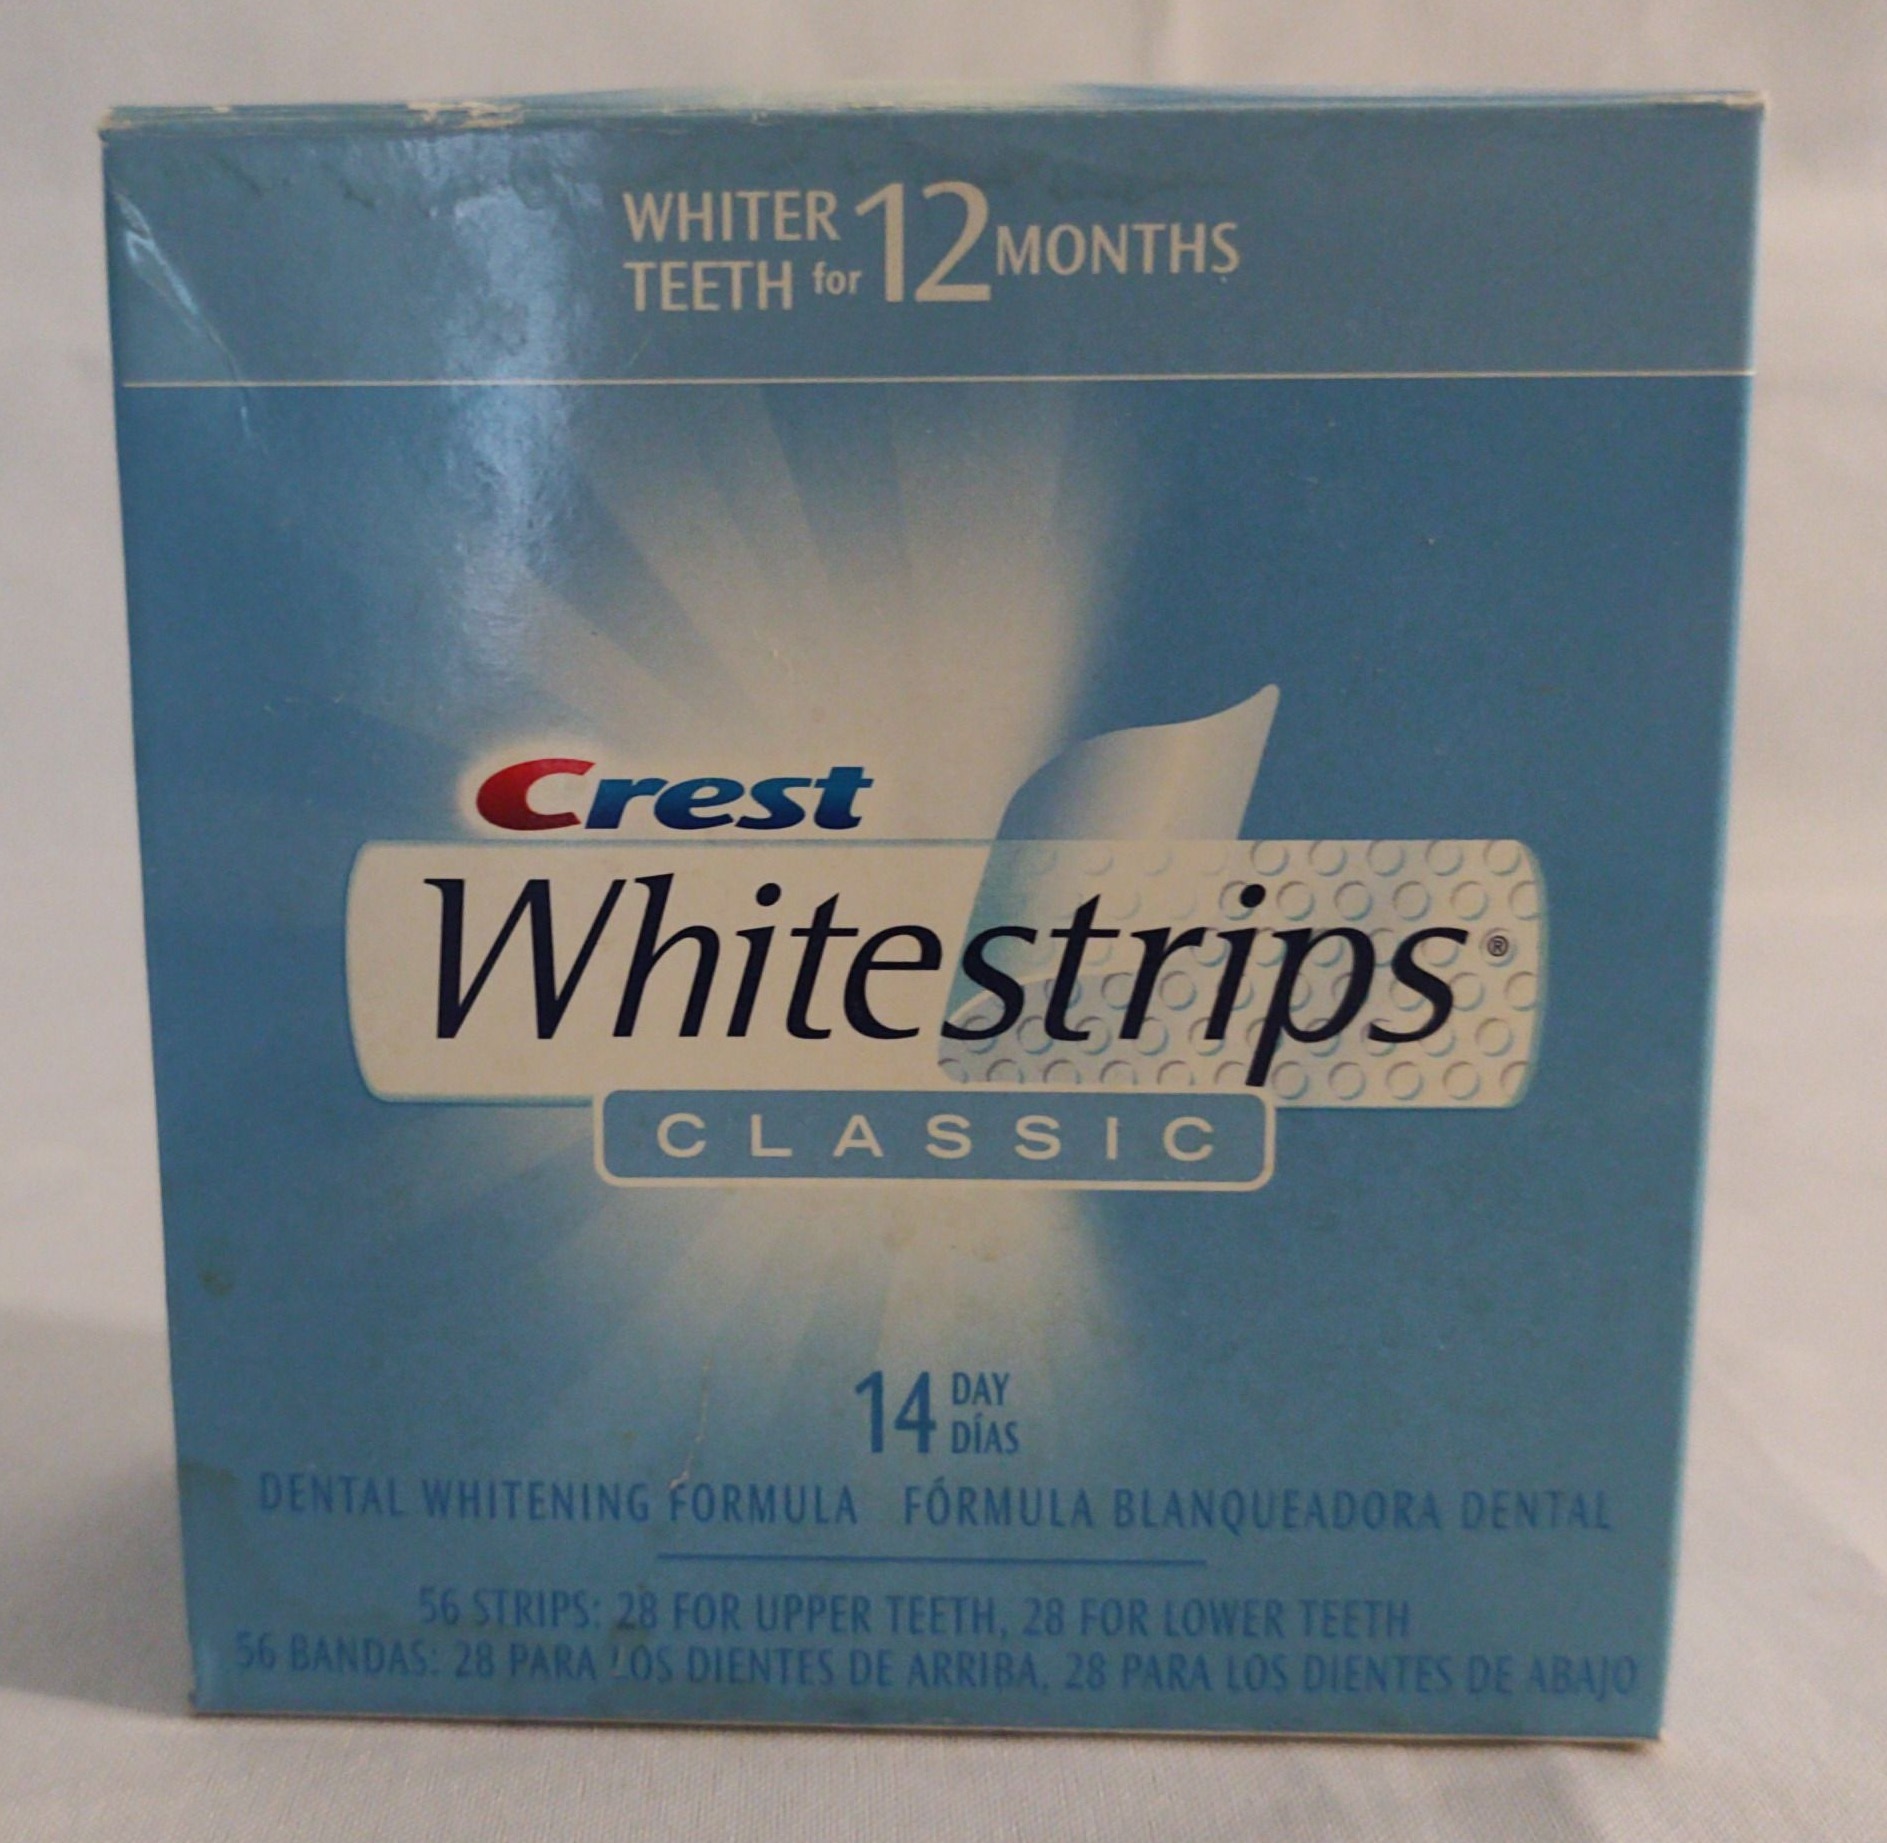 WHITER
TEETH for 12 MONTHS
Crest
Whitestrips®
CLASSIC
14 DAY
DÍAS
DENTAL WHITENING FORMULA FÓRMULA BLANQUEADORA DENTAL
56 STRIPS: 28 FOR UPPER TEETH, 28 FOR LOWER TEETH
56 BANDAS: 28 PARA LOS DIENTES DE ARRIBA, 28 PARA LOS DIENTES DE ABAJO